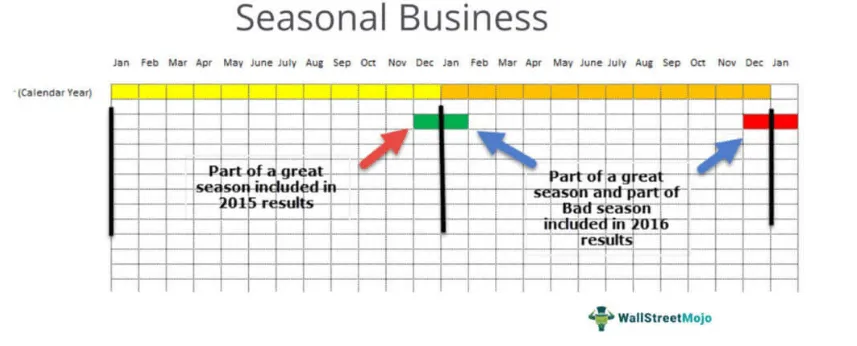 Seasonal Business
Jan Feb Mar Apr May June July Aug Sep Oct Nov Dec Jan Feb Mar Apr May June July Aug Sep Oct Nov Dec Jan
(Calendar Year)
Part of a great
season included in
2015 results
Part of a great
season and part of
Bad season
included in 2016
results
WallStreetMojo